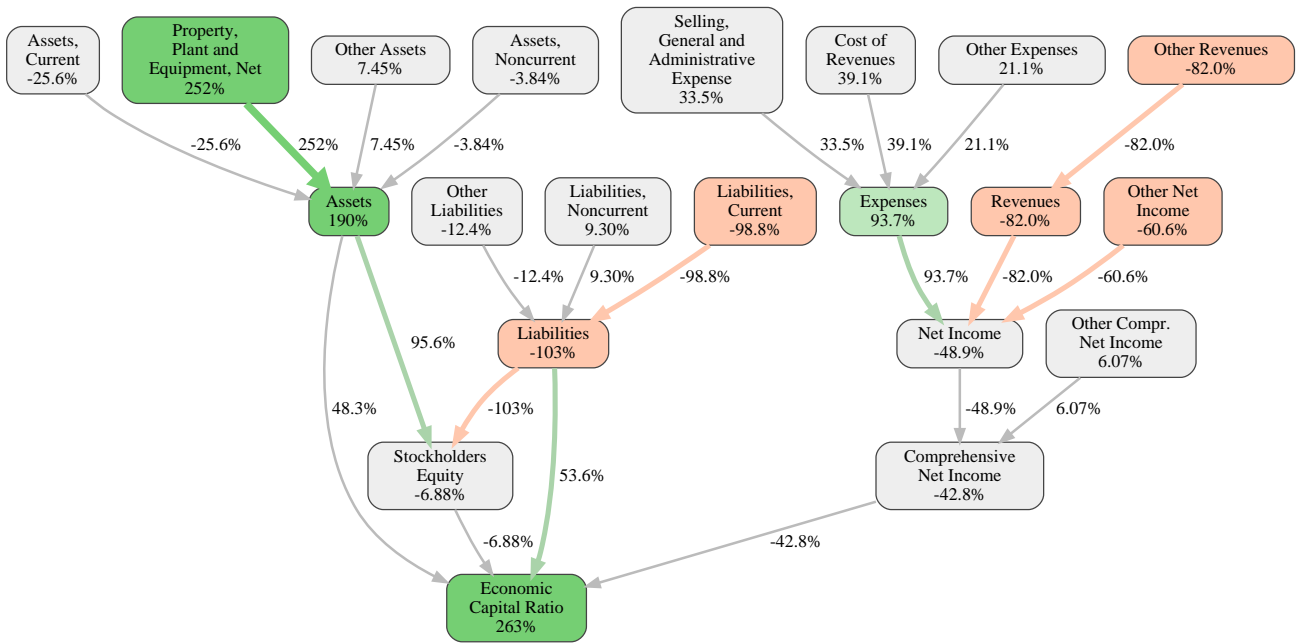 Assets,
Current
-25.6%
Property,
Plant and
Equipment, Net
252%
Other Assets
7.45%
Assets,
Noncurrent
-3.84%
Selling,
General and
Administrative
Expense
33.5%
Cost of
Revenues
39.1%
Other Expenses
21.1%
Other Revenues
-82.0%
-25.6%
252%
7.45%
-3.84%
33.5%
39.1%
21.1%
-82.0%
Assets
190%
Other
Liabilities
-12.4%
Liabilities,
Noncurrent
9.30%
Liabilities,
Current
-98.8%
Expenses
93.7%
Revenues
-82.0%
Other Net
Income
-60.6%
-12.4%
9.30%
-98.8%
93.7%
-82.0%
-60.6%
95.6%
Liabilities
-103%
Net Income
-48.9%
Other Compr.
Net Income
6.07%
48.3%
-103%
-48.9%
6.07%
Stockholders
Equity
-6.88%
53.6%
Comprehensive
Net Income
-42.8%
-6.88%
-42.8%
Economic
Capital Ratio
263%